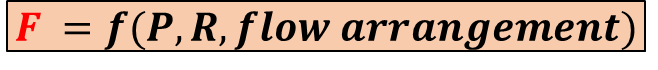 F = f(P, R, flow arrangement)